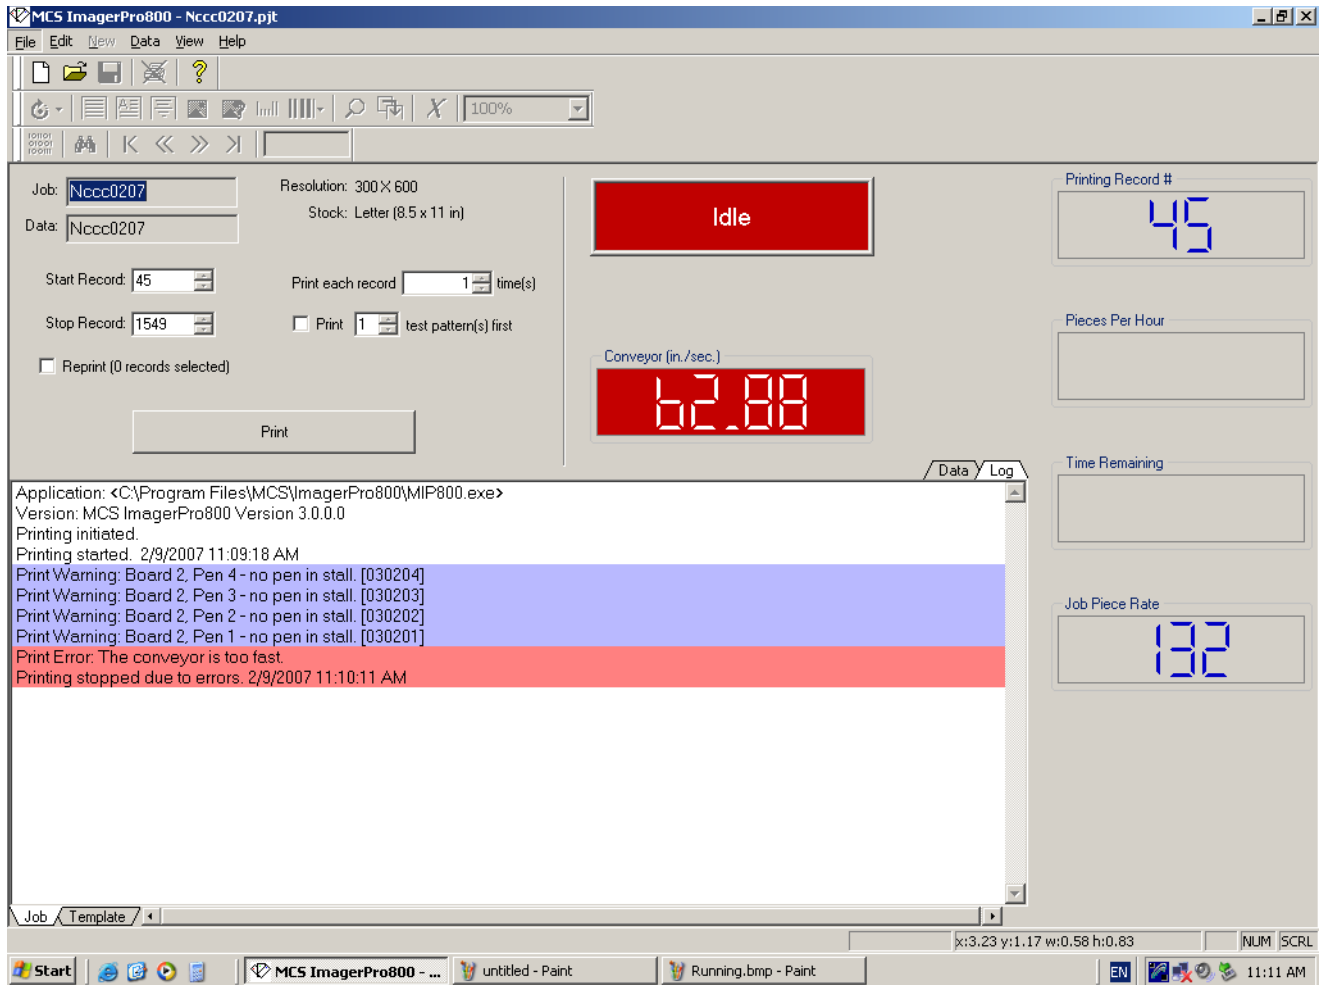 MCS ImagerPro800 - Nccc0207.pjt
File Edit New Data View Help
100%
Job: Nccc0207
Resolution: 300 X 600
Stock: Letter (8.5 x 11 in)
Data: Nccc0207
Start Record: 45
Print each record 1 time(s)
Stop Record: 1549
Print 1 test pattern(s) first
Reprint (0 records selected)
Print
Idle
Conveyor (in./sec.)
62.88
Printing Record #
45
Pieces Per Hour
Time Remaining
Job Piece Rate
132
Data Log
Application: <C:\Program Files\MCS\ImagerPro800\MIP800.exe>
Version: MCS ImagerPro800 Version 3.0.0.0
Printing initiated.
Printing started. 2/9/2007 11:09:18 AM
Print Warning: Board 2, Pen 4 - no pen in stall. [030204]
Print Warning: Board 2, Pen 3 - no pen in stall. [030203]
Print Warning: Board 2, Pen 2 - no pen in stall. [030202]
Print Warning: Board 2, Pen 1 - no pen in stall. [030201]
Print Error: The conveyor is too fast.
Printing stopped due to errors. 2/9/2007 11:10:11 AM
Job Template
x:3.23 y:1.17 w:0.58 h:0.83
NUM SCRL
Start
MCS ImagerPro800 - ...
untitled - Paint
Running.bmp - Paint
EN
11:11 AM